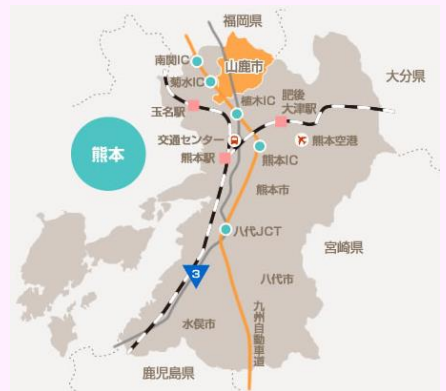 福岡県
南関IC
山鹿市
大分県
菊水IC
植木IC
肥後
大津駅
玉名駅
交通センター
熊本空港
熊本
熊本駅
熊本IC
熊本市
八代JCT
宮崎県
3
八代市
九州自動車道
水俣市
鹿児島県